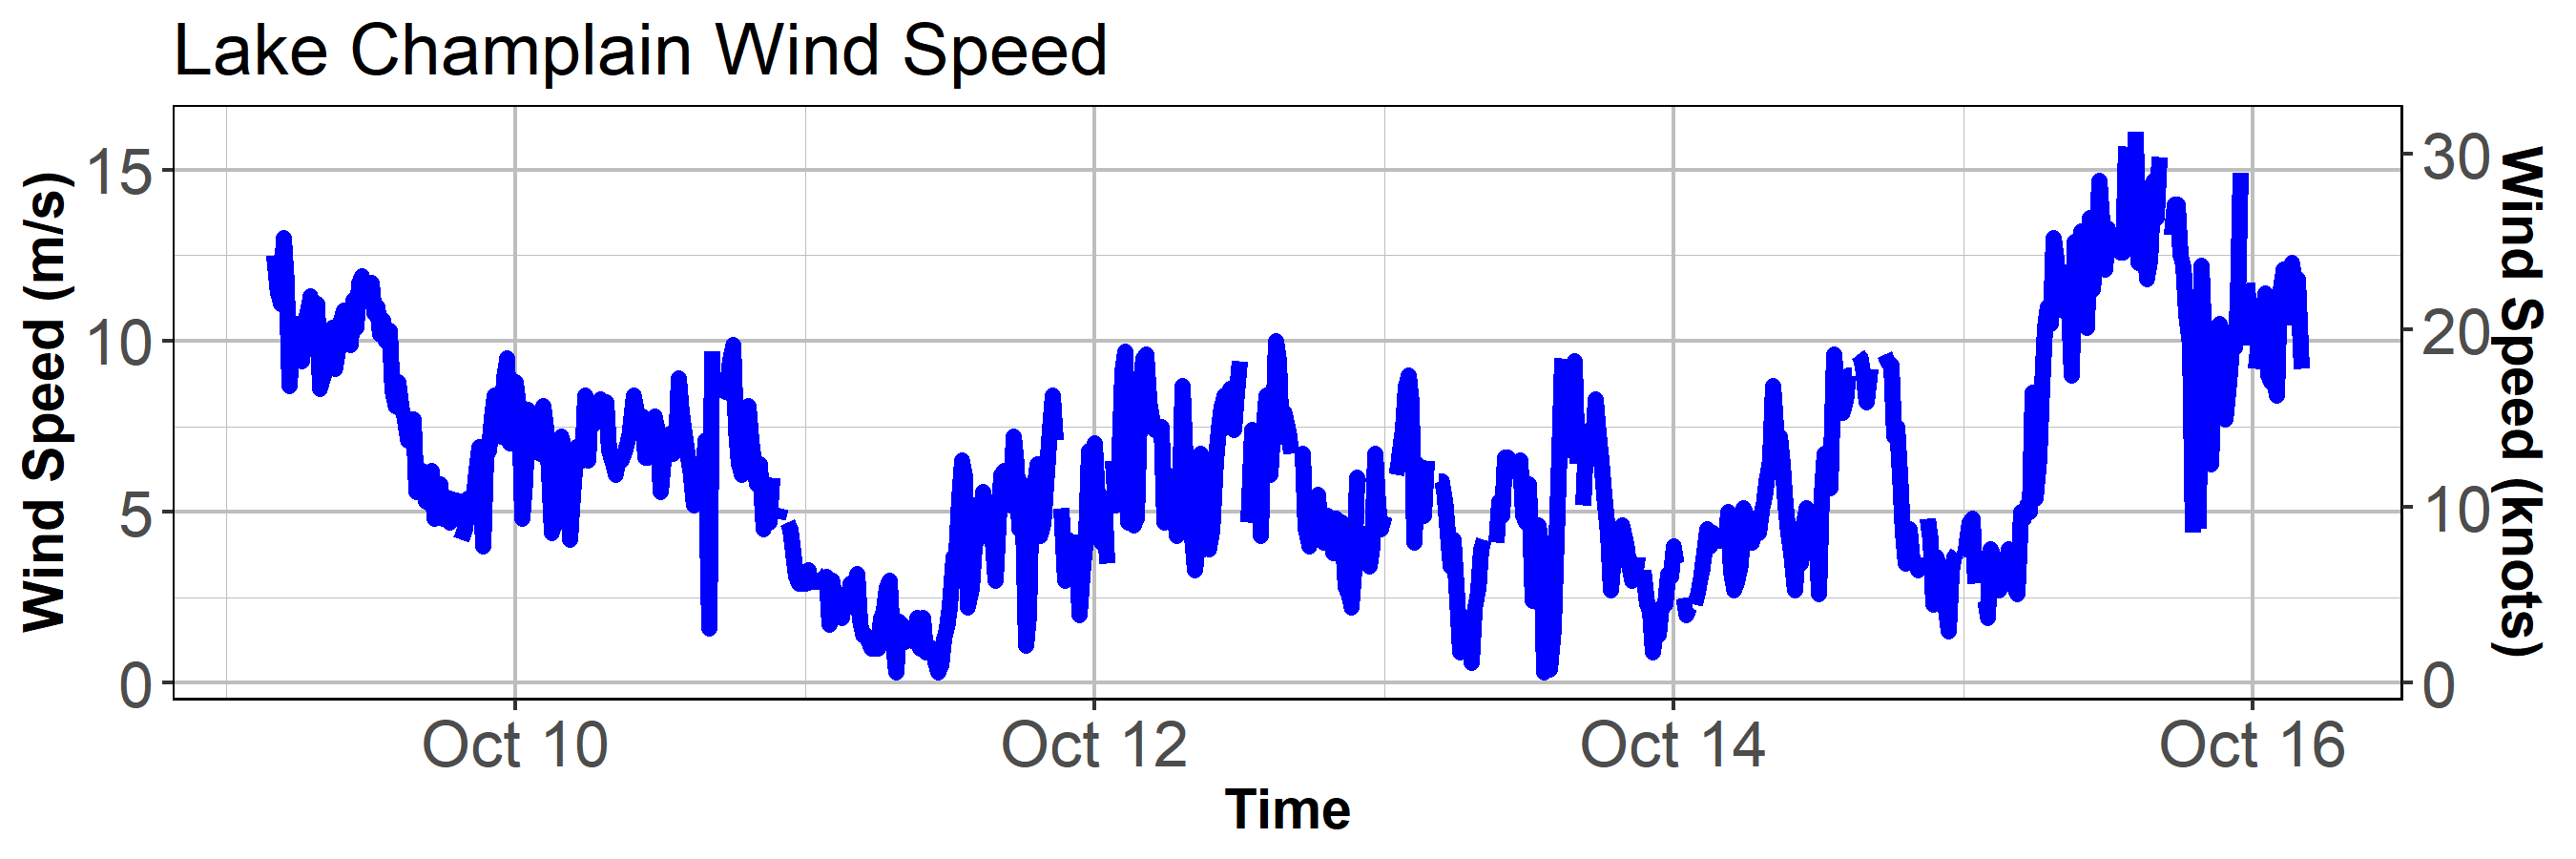 Lake Champlain Wind Speed
Wind Speed (m/s)
15
10
5
0
30
20
10
0
Wind Speed (knots)
Oct 10
Oct 12
Oct 14
Oct 16
Time